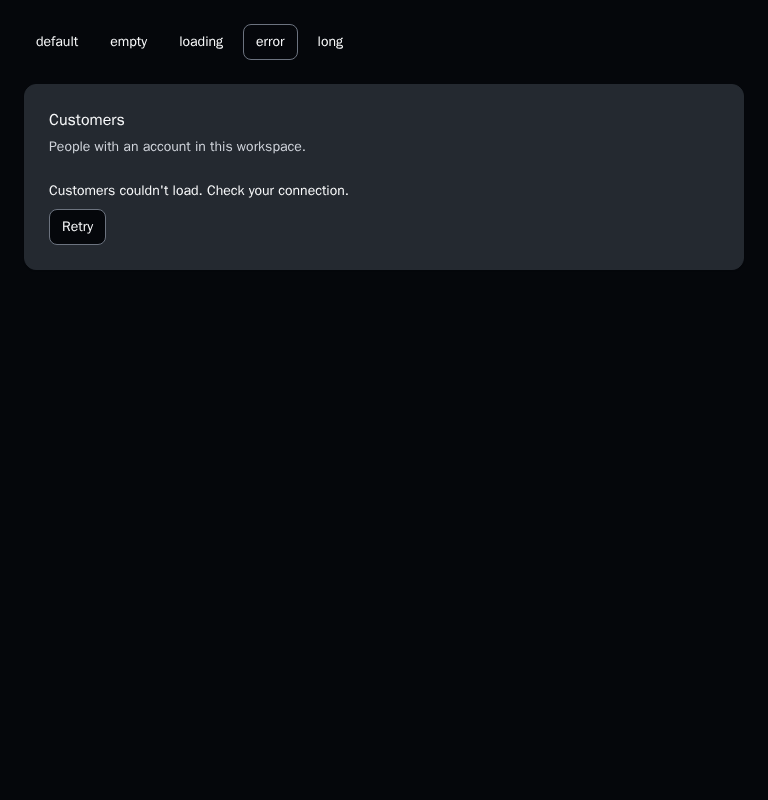 default empty loading error long
Customers
People with an account in this workspace.
Customers couldn't load. Check your connection.
Retry